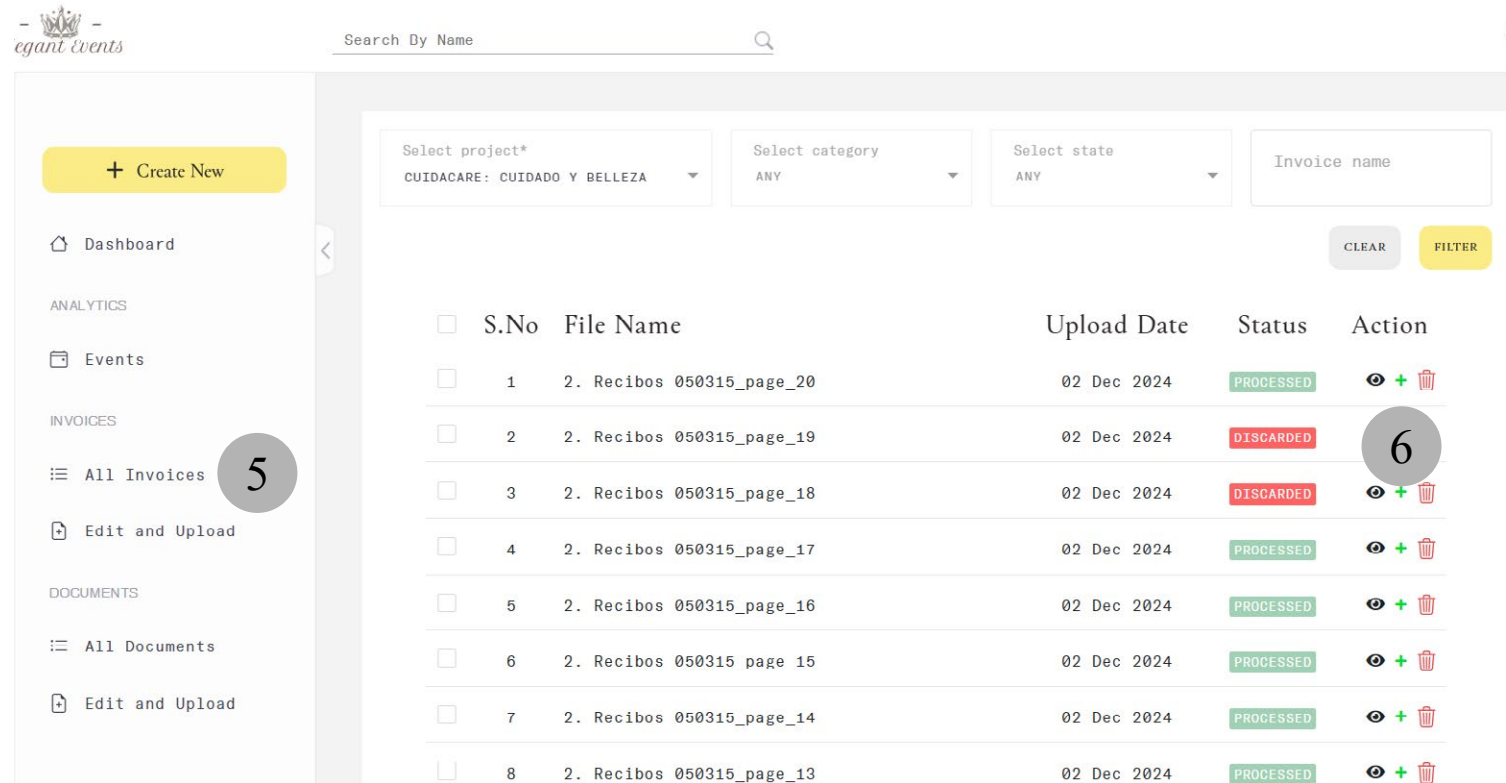 egant Events
Search By Name
+ Create New
Dashboard
ANALYTICS
Events
INVOICES
All Invoices
5
Edit and Upload
DOCUMENTS
All Documents
Edit and Upload
Select project*
CUIDACARE: CUIDADO Y BELLEZA
Select category
ANY
Select state
ANY
Invoice name
CLEAR
FILTER
S.No File Name Upload Date Status Action
1 2. Recibos 050315_page_20 02 Dec 2024 PROCESSED
2 2. Recibos 050315_page_19 02 Dec 2024 DISCARDED
6
3 2. Recibos 050315_page_18 02 Dec 2024 DISCARDED
4 2. Recibos 050315_page_17 02 Dec 2024 PROCESSED
5 2. Recibos 050315_page_16 02 Dec 2024 PROCESSED
6 2. Recibos 050315 page 15 02 Dec 2024 PROCESSED
7 2. Recibos 050315_page_14 02 Dec 2024 PROCESSED
8 2. Recibos 050315_page_13 02 Dec 2024 PROCESSED